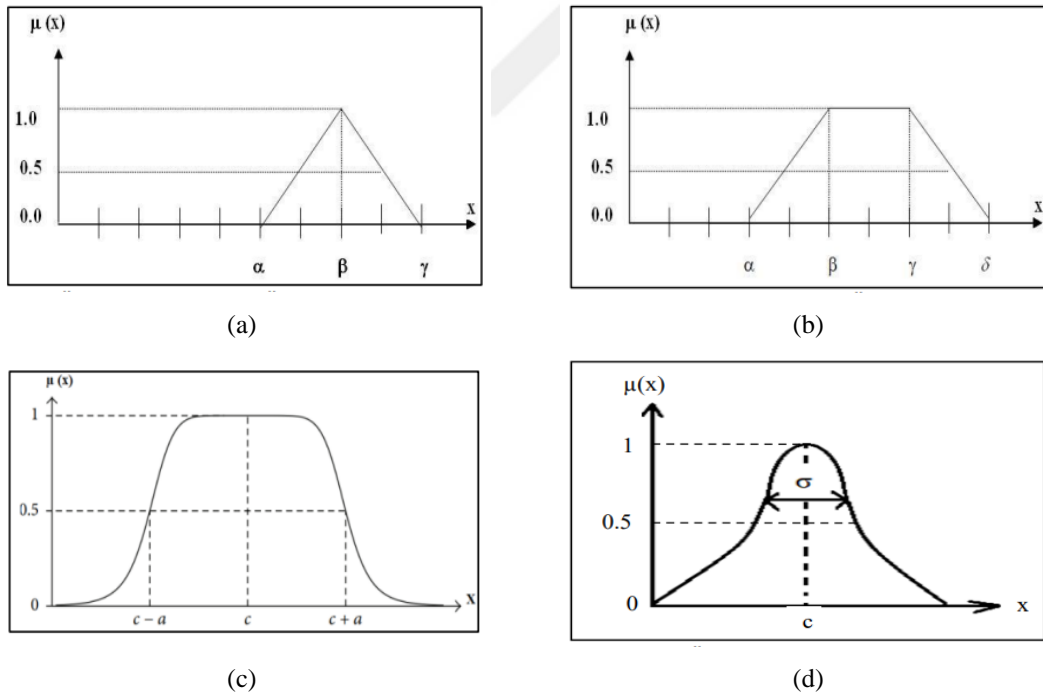 μ (x)
1.0
0.5
0.0
x
α β γ
(a)
μ (x)
1.0
0.5
0.0
x
α β γ δ
(b)
μ (x)
1
0.5
0
x
c – a c c + a
(c)
μ(x)
1
σ
0.5
0
x
c
(d)